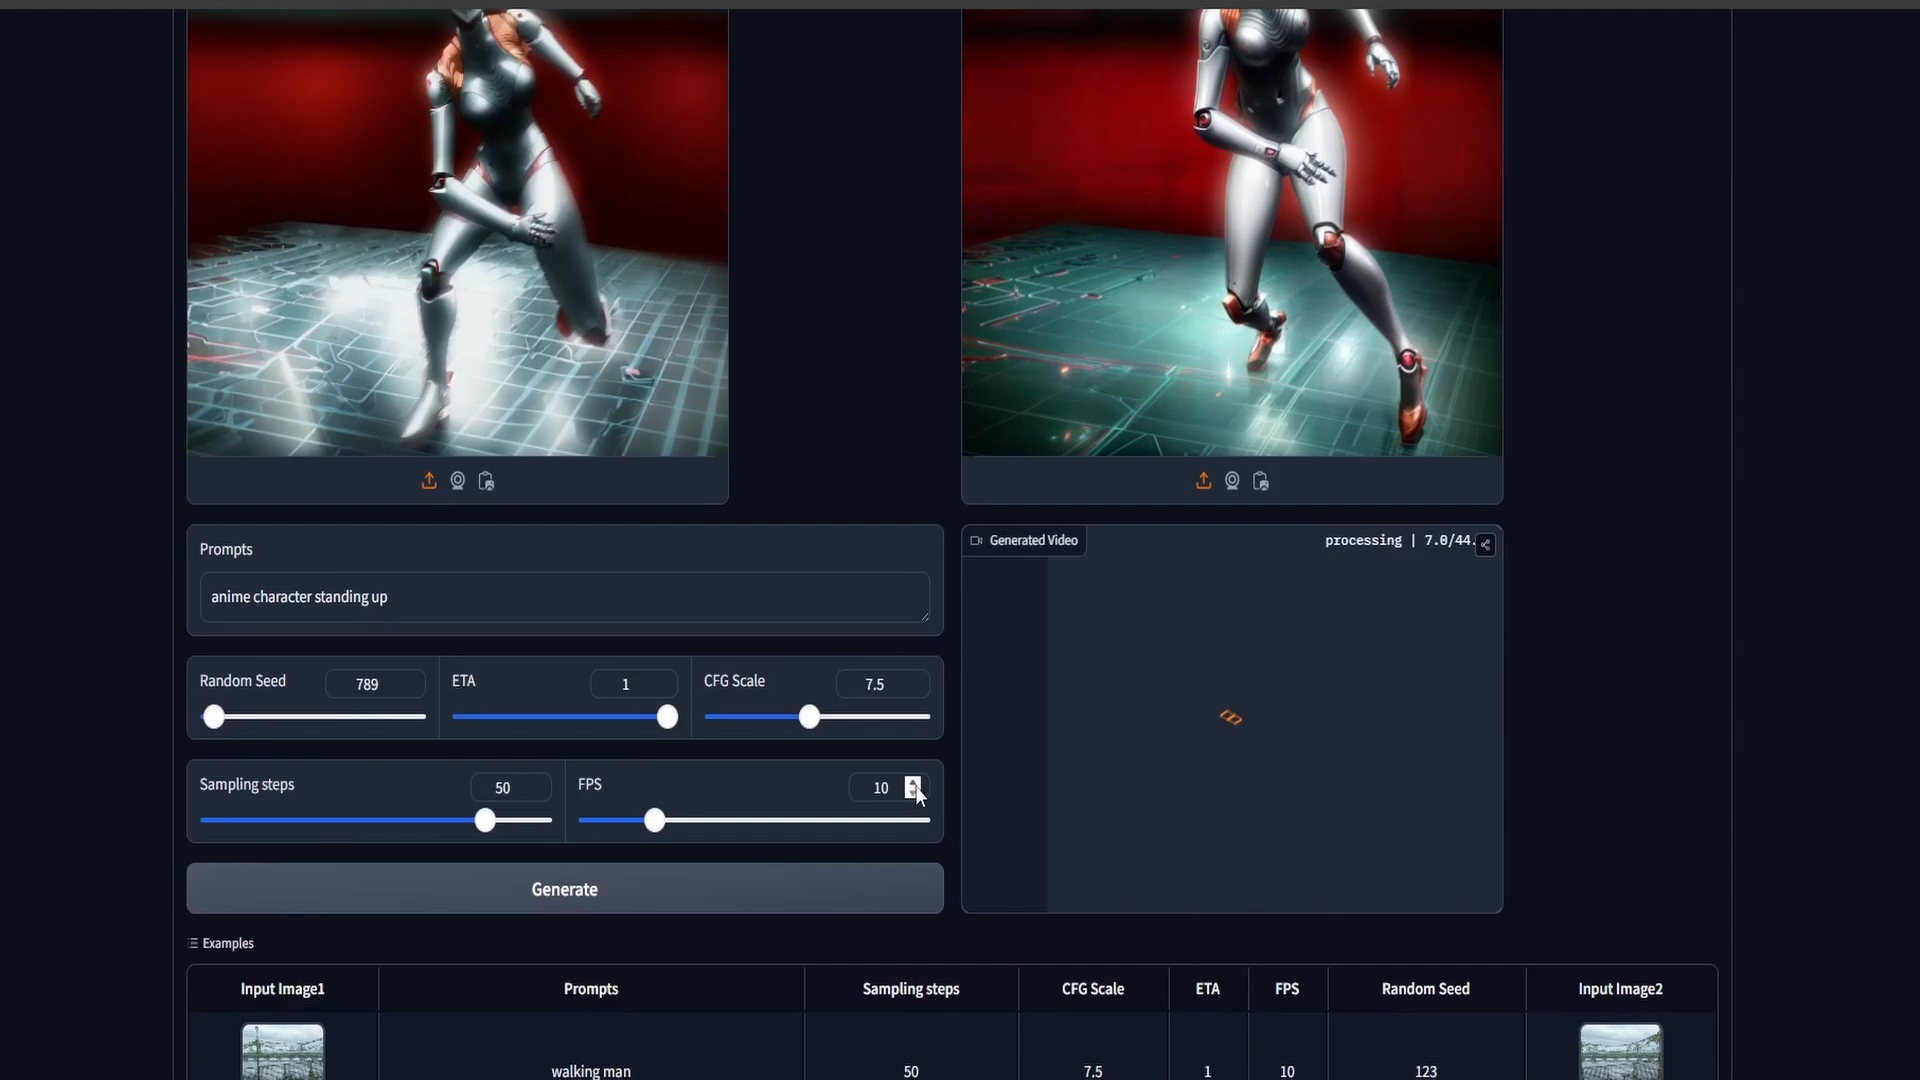 Prompts
anime character standing up
Generated Video
processing | 7.0/44.
Random Seed 789
ETA 1
CFG Scale 7.5
Sampling steps 50
FPS 10
Generate
Examples
Input Image1 Prompts Sampling steps CFG Scale ETA FPS Random Seed Input Image2
walking man 50 7.5 1 10 123